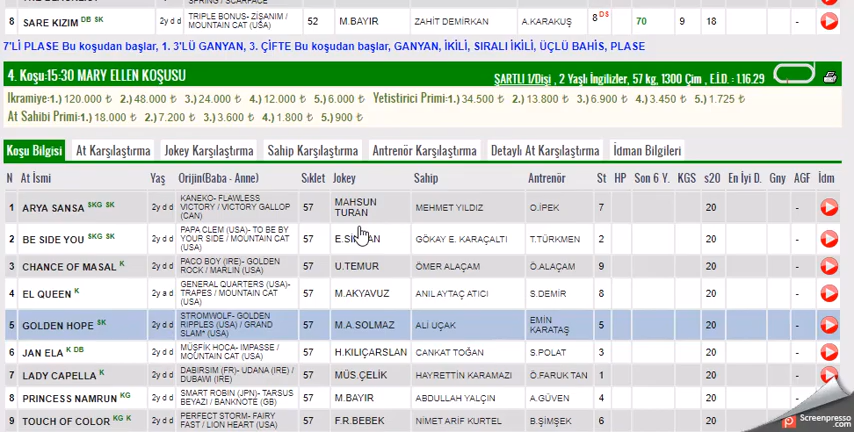 SPRING / SCARFACE
8 SARE KIZIM DB SK 2y d d TRIPLE BONUS- ZİŞANIM / MOUNTAIN CAT (USA) 52 M.BAYIR ZAHİT DEMİRKAN A.KARAKUŞ 8 DS 70 9 18 -
7'Lİ PLASE Bu koşudan başlar, 1. 3'LÜ GANYAN, 3. ÇİFTE Bu koşudan başlar, GANYAN, İKİLİ, SIRALI İKİLİ, ÜÇLÜ BAHİS, PLASE
4. Koşu:15:30 MARY ELLEN KOŞUSU
ŞARTLI 1/Dişi , 2 Yaşlı İngilizler, 57 kg, 1300 Çim , E.İ.D. : 1.16.29
İkramiye:1.) 120.000 ₺ 2.) 48.000 ₺ 3.) 24.000 ₺ 4.) 12.000 ₺ 5.) 6.000 ₺ Yetistirici Primi:1.) 34.500 ₺ 2.) 13.800 ₺ 3.) 6.900 ₺ 4.) 3.450 ₺ 5.) 1.725 ₺
At Sahibi Primi:1.) 18.000 ₺ 2.) 7.200 ₺ 3.) 3.600 ₺ 4.) 1.800 ₺ 5.) 900 ₺
Koşu Bilgisi At Karşılaştırma Jokey Karşılaştırma Sahip Karşılaştırma Antrenör Karşılaştırma Detaylı At Karşılaştırma İdman Bilgileri
N At İsmi Yaş Orijin(Baba - Anne) Sıklet Jokey Sahip Antrenör St HP Son 6 Y. KGS s20 En İyi D. Gny AGF İdm
1 ARYA SANSA SKG SK 2y d d KANEKO- FLAWLESS VICTORY / VICTORY GALLOP (CAN) 57 MAHSUN TURAN MEHMET YILDIZ O.İPEK 7 20 -
2 BE SIDE YOU SKG SK 2y d d PAPA CLEM (USA)- TO BE BY YOUR SIDE / MOUNTAIN CAT (USA) 57 GÖKAY E. KARAÇALTI T.TÜRKMEN 2 20 -
3 CHANCE OF MASAL K 2y d d PACO BOY (IRE)- GOLDEN ROCK / MARLIN (USA) 57 U.TEMUR ÖMER ALAÇAM Ö.ALAÇAM 9 20 -
4 EL QUEEN K 2y a d GENERAL QUARTERS (USA)- TRAPES / MOUNTAIN CAT (USA) 57 M.AKYAVUZ ANIL AYTAÇ ATICI S.DEMİR 8 20 -
5 GOLDEN HOPE SK 2y d d STROMWOLF- GOLDEN RIPPLES (USA) / GRAND SLAM* (USA) 57 M.A.SOLMAZ ALİ UÇAK EMİN KARATAŞ 5 20 -
6 JAN ELA K DB 2y d d MÜŞFİK HOCA- IMPASSE / MOUNTAIN CAT (USA) 57 H.KILIÇARSLAN CANKAT TOĞAN S.POLAT 3 20 -
7 LADY CAPELLA K 2y d d DABIRSIM (FR)- UDANA (IRE) / DUBAWI (IRE) 57 MÜS.ÇELİK HAYRETTİN KARAMAZI Ö.FARUK TAN 1 20 -
8 PRINCESS NAMRUN KG 2y d d SMART ROBIN (JPN)- TARSUS BEYAZI / BANKNOTE (GB) 57 M.BAYIR ABDULLAH YALÇIN A.GÜVEN 4 20 -
9 TOUCH OF COLOR KG K 2y d d PERFECT STORM- FAIRY FAST / LION HEART (USA) 57 F.R.BEBEK NİMET ARİF KURTEL B.ŞİMŞEK 6 20
Screenpresso.com